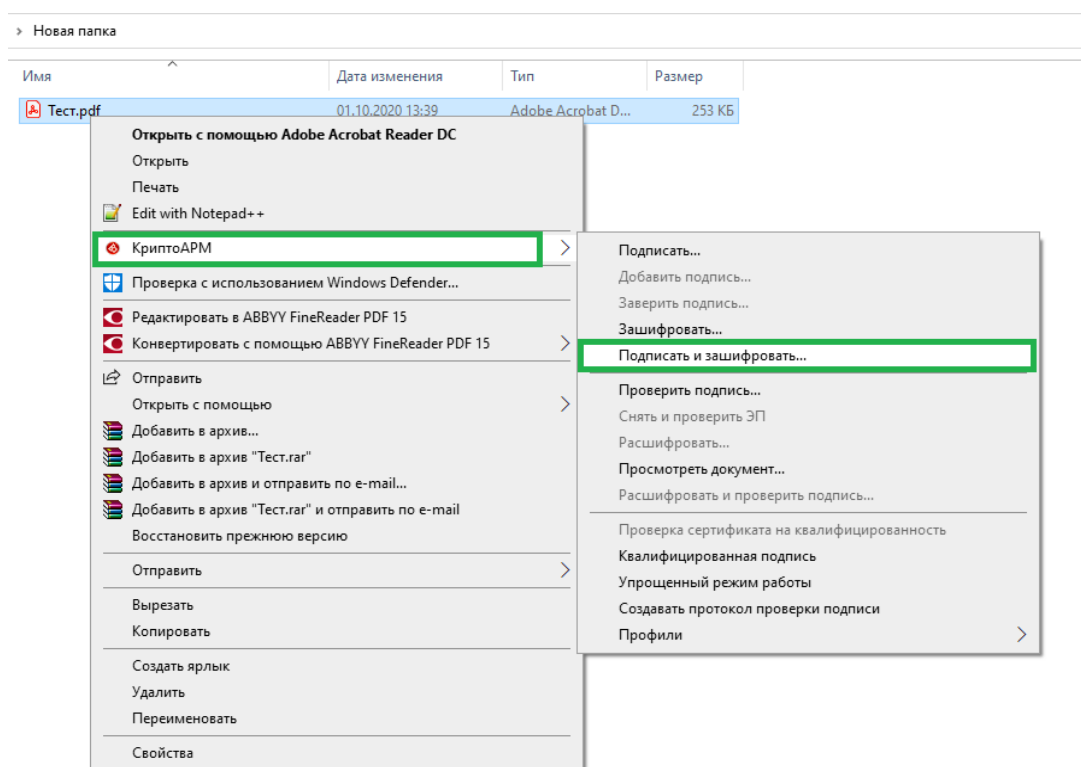 Новая папка
Имя Дата изменения Тип Размер
Тест.pdf 01.10.2020 13:39 Adobe Acrobat D... 253 КБ
Открыть с помощью Adobe Acrobat Reader DC
Открыть
Печать
Edit with Notepad++
КриптоАРМ
Проверка с использованием Windows Defender...
Редактировать в ABBYY FineReader PDF 15
Конвертировать с помощью ABBYY FineReader PDF 15
Отправить
Открыть с помощью
Добавить в архив...
Добавить в архив "Тест.rar"
Добавить в архив и отправить по e-mail...
Добавить в архив "Тест.rar" и отправить по e-mail
Восстановить прежнюю версию
Отправить
Вырезать
Копировать
Создать ярлык
Удалить
Переименовать
Свойства
Подписать...
Добавить подпись...
Заверить подпись...
Зашифровать...
Подписать и зашифровать...
Проверить подпись...
Снять и проверить ЭП
Расшифровать...
Просмотреть документ...
Расшифровать и проверить подпись...
Проверка сертификата на квалифицированность
Квалифицированная подпись
Упрощенный режим работы
Создавать протокол проверки подписи
Профили